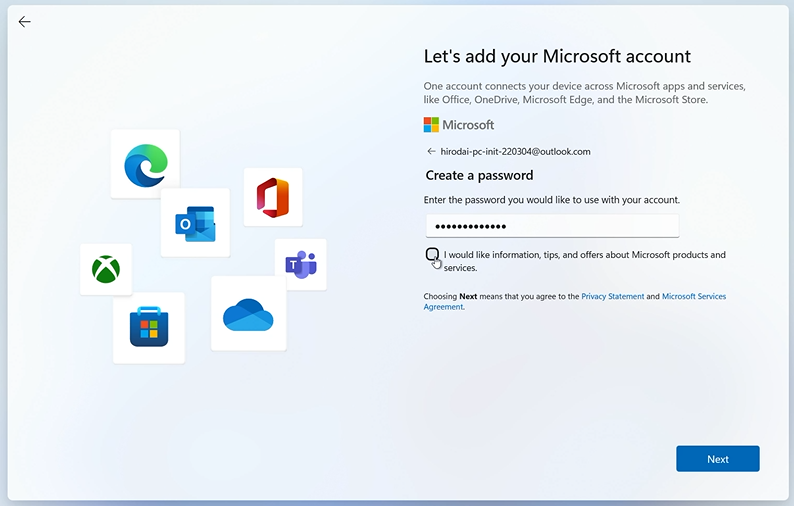 Let's add your Microsoft account
One account connects your device across Microsoft apps and services,
like Office, OneDrive, Microsoft Edge, and the Microsoft Store.
Microsoft
← hirodai-pc-init-220304@outlook.com
Create a password
Enter the password you would like to use with your account.
●●●●●●●●●●●●●
I would like information, tips, and offers about Microsoft products and
services.
Choosing Next means that you agree to the Privacy Statement and Microsoft Services
Agreement.
Next